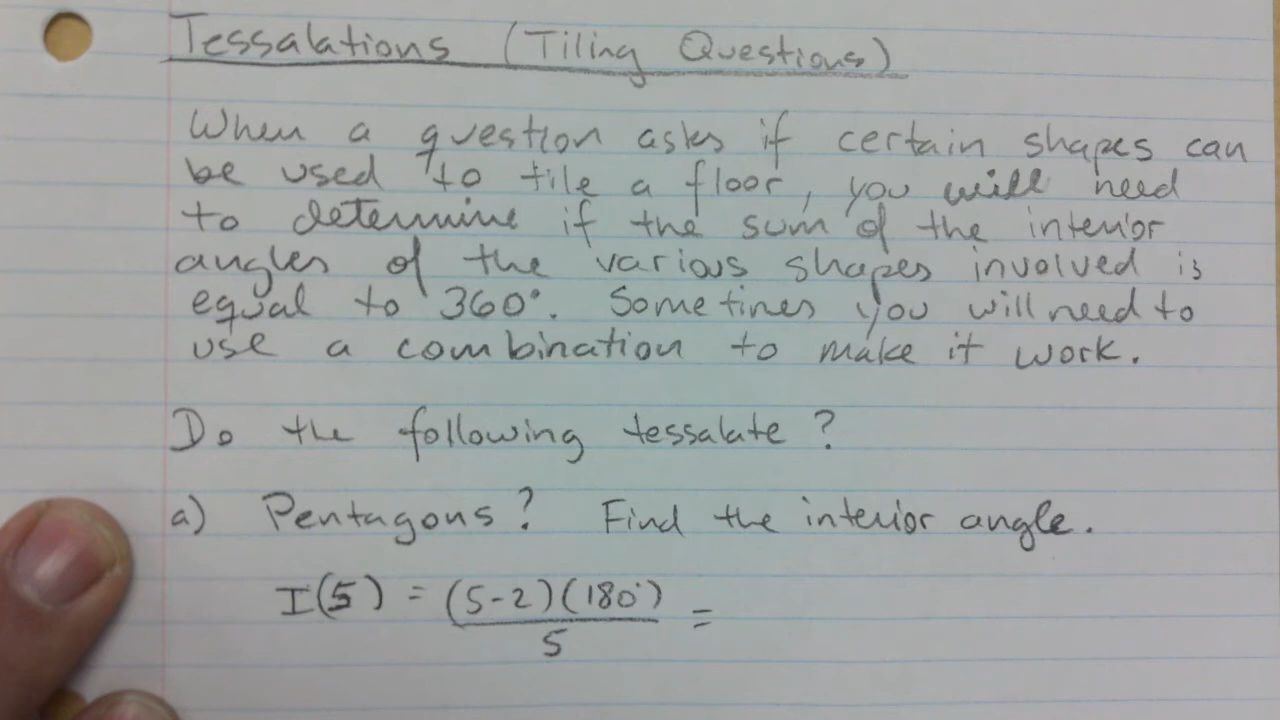 Tessalations (Tiling Questions)
When a question asks if certain shapes can
be used to tile a floor, you will need
to determine if the sum of the interior
angles of the various shapes involved is
equal to 360°. Sometimes you will need to
use a combination to make it work.
Do the following tessalate?
a) Pentagons? Find the interior angle.
I(5) = (5-2)(180°) =
5